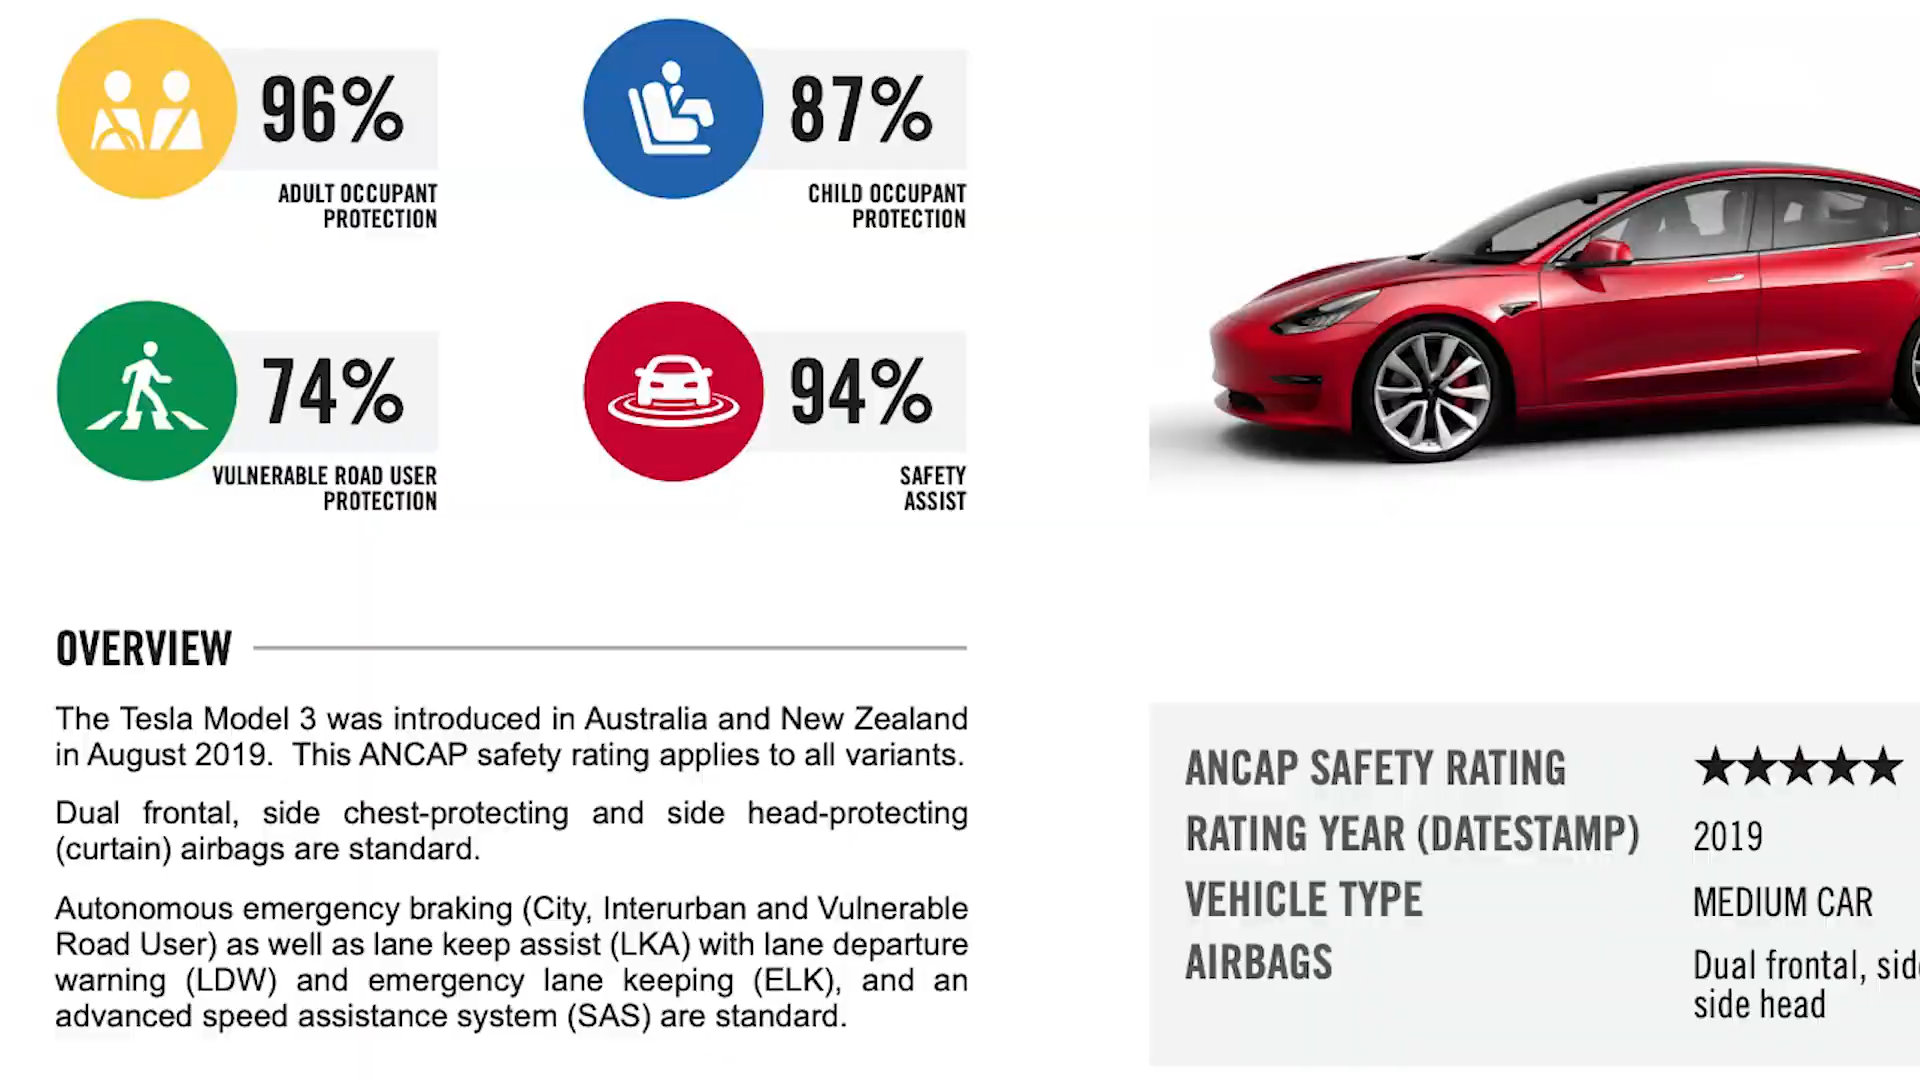 96%
ADULT OCCUPANT
PROTECTION
87%
CHILD OCCUPANT
PROTECTION
74%
VULNERABLE ROAD USER
PROTECTION
94%
SAFETY
ASSIST
OVERVIEW
The Tesla Model 3 was introduced in Australia and New Zealand
in August 2019. This ANCAP safety rating applies to all variants.
Dual frontal, side chest-protecting and side head-protecting
(curtain) airbags are standard.
Autonomous emergency braking (City, Interurban and Vulnerable
Road User) as well as lane keep assist (LKA) with lane departure
warning (LDW) and emergency lane keeping (ELK), and an
advanced speed assistance system (SAS) are standard.
ANCAP SAFETY RATING ★★★★★
RATING YEAR (DATESTAMP) 2019
VEHICLE TYPE MEDIUM CAR
AIRBAGS Dual frontal,
side head